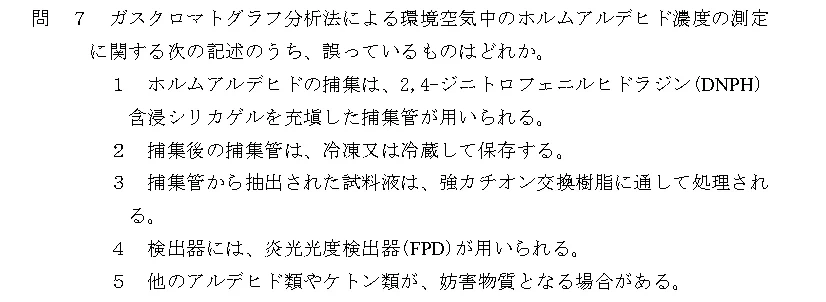 問　７　ガスクロマトグラフ分析法による環境空気中のホルムアルデヒド濃度の測定
に関する次の記述のうち、誤っているものはどれか。
１　ホルムアルデヒドの捕集は、2,4-ジニトロフェニルヒドラジン(DNPH)
含浸シリカゲルを充塡した捕集管が用いられる。
２　捕集後の捕集管は、冷凍又は冷蔵して保存する。
３　捕集管から抽出された試料液は、強カチオン交換樹脂に通して処理され
る。
４　検出器には、炎光光度検出器(FPD)が用いられる。
５　他のアルデヒド類やケトン類が、妨害物質となる場合がある。